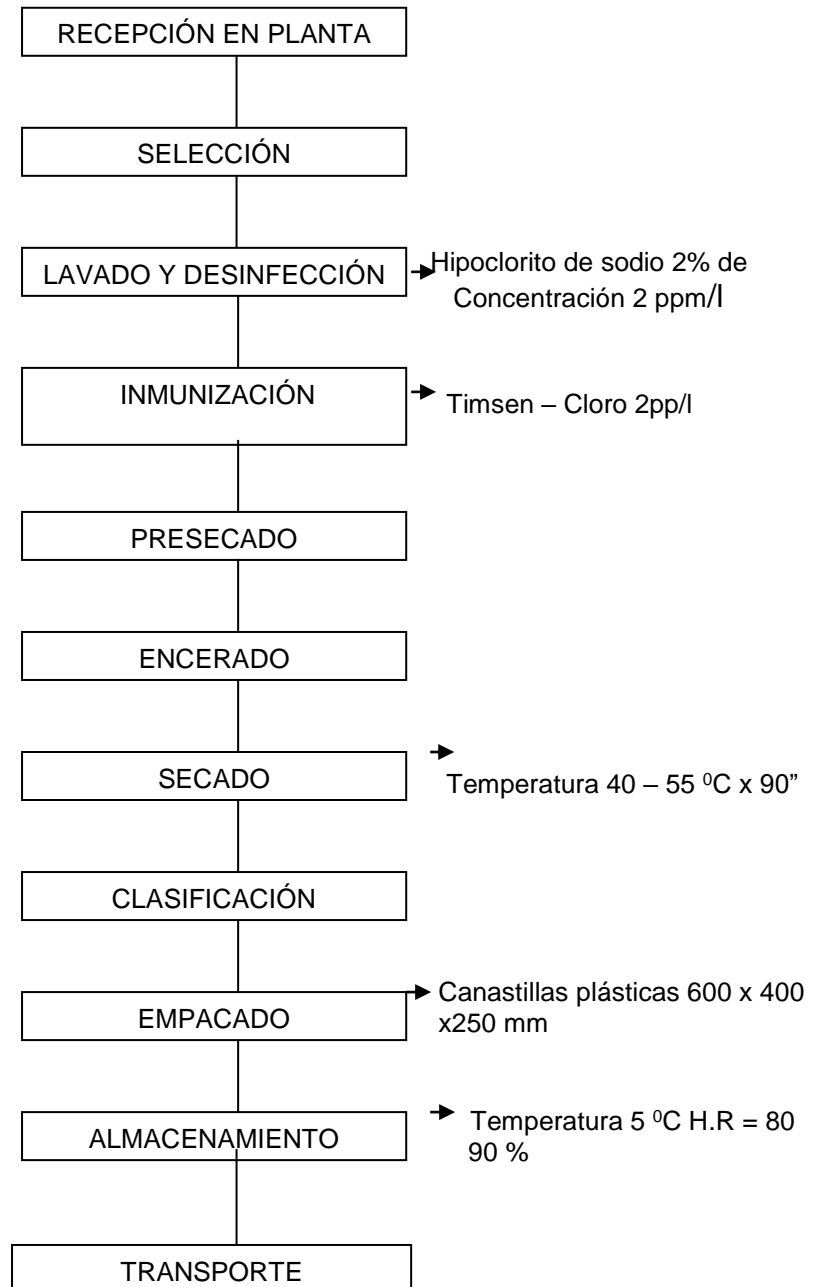 RECEPCIÓN EN PLANTA
SELECCIÓN
LAVADO Y DESINFECCIÓN
Hipoclorito de sodio 2% de
Concentración 2 ppm/l
INMUNIZACIÓN
Timsen – Cloro 2pp/l
PRESECADO
ENCERADO
SECADO
Temperatura 40 – 55 ⁰C x 90”
CLASIFICACIÓN
EMPACADO
Canastillas plásticas 600 x 400
x250 mm
ALMACENAMIENTO
Temperatura 5 ⁰C H.R = 80
90 %
TRANSPORTE